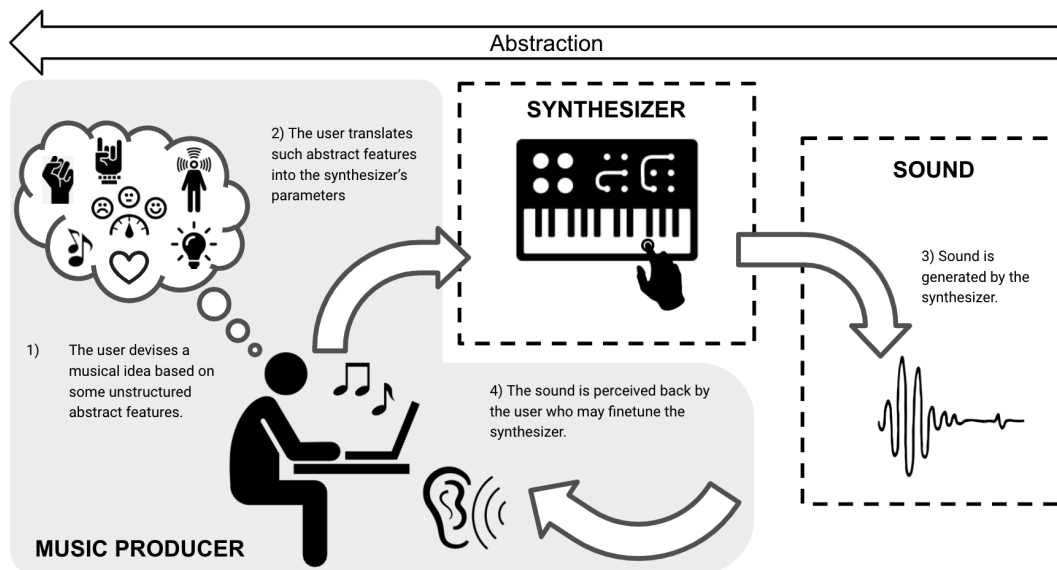 Abstraction
SYNTHESIZER
2) The user translates
such abstract features
into the synthesizer's
parameters
SOUND
3) Sound is
generated by the
synthesizer.
1) The user devises a
musical idea based on
some unstructured
abstract features.
4) The sound is perceived back by
the user who may finetune the
synthesizer.
MUSIC PRODUCER